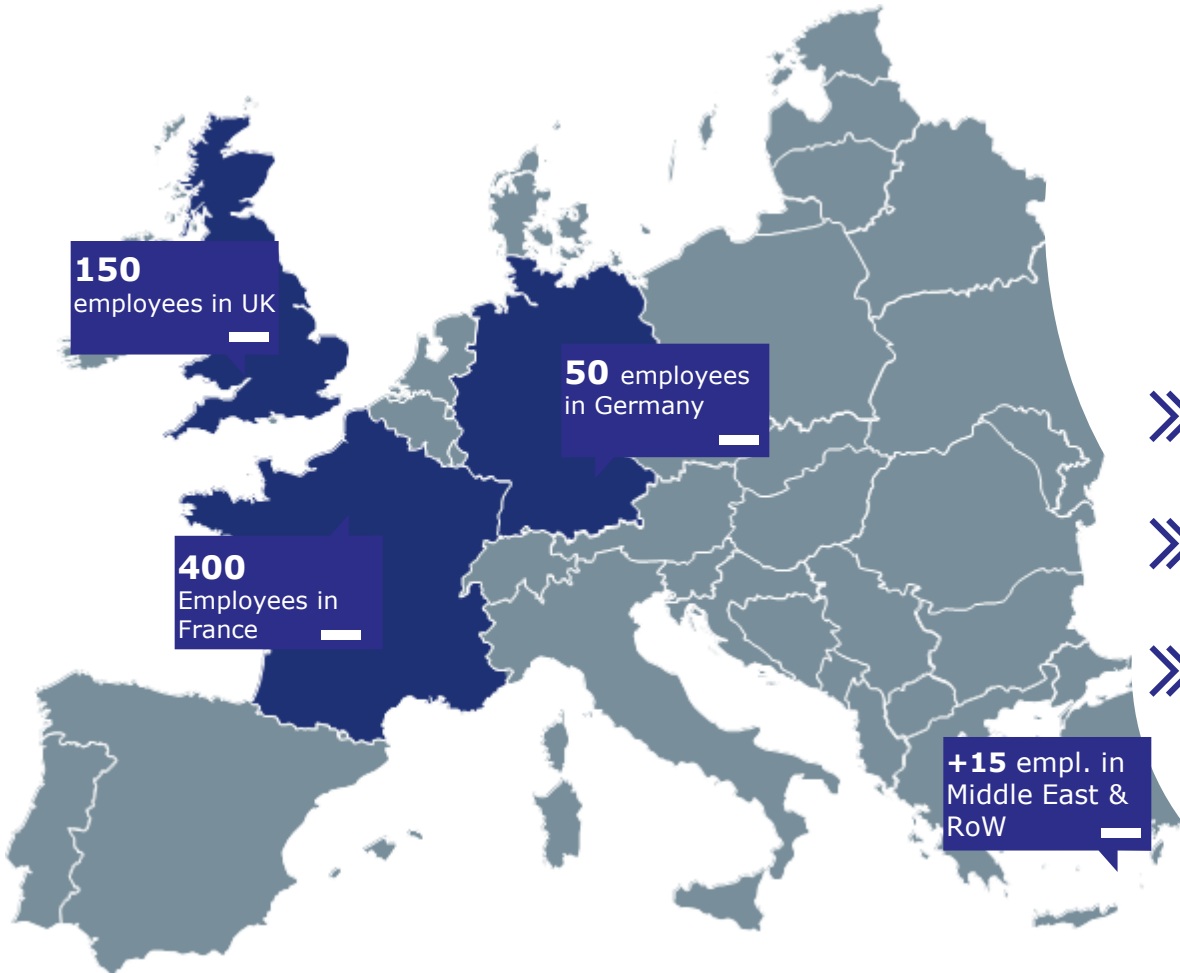 150
employees in UK
50 employees
in Germany
400
Employees in
France
+15 empl. in
Middle East &
RoW